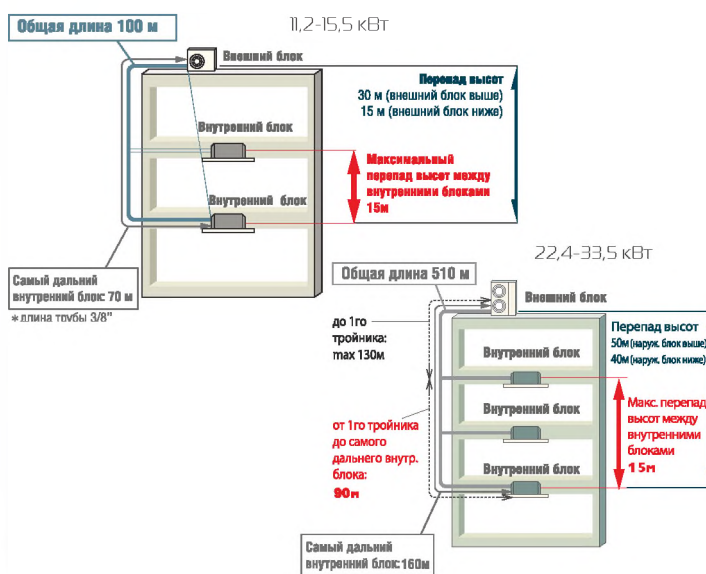 11,2-15,5 кВт
Общая длина 100 м
Внешний блок
Перепад высот
30 м (внешний блок выше)
15 м (внешний блок ниже)
Внутренний блок
Максимальный
перепад высот между
внутренними блоками
15м
Внутренний блок
Самый дальний
внутренний блок: 70 м
*длина трубы 3/8"
22,4-33,5 кВт
Общая длина 510 м
Внешний блок
до 1го
тройника:
max 130м
Перепад высот
50м (наруж. блок выше)
40м (наруж. блок ниже)
Внутренний блок
Внутренний блок
Внутренний блок
Макс. перепад
высот между
внутренними
блоками
15м
от 1го тройника
до самого
дальнего внутр.
блока:
90м
Самый дальний
внутренний блок: 160м